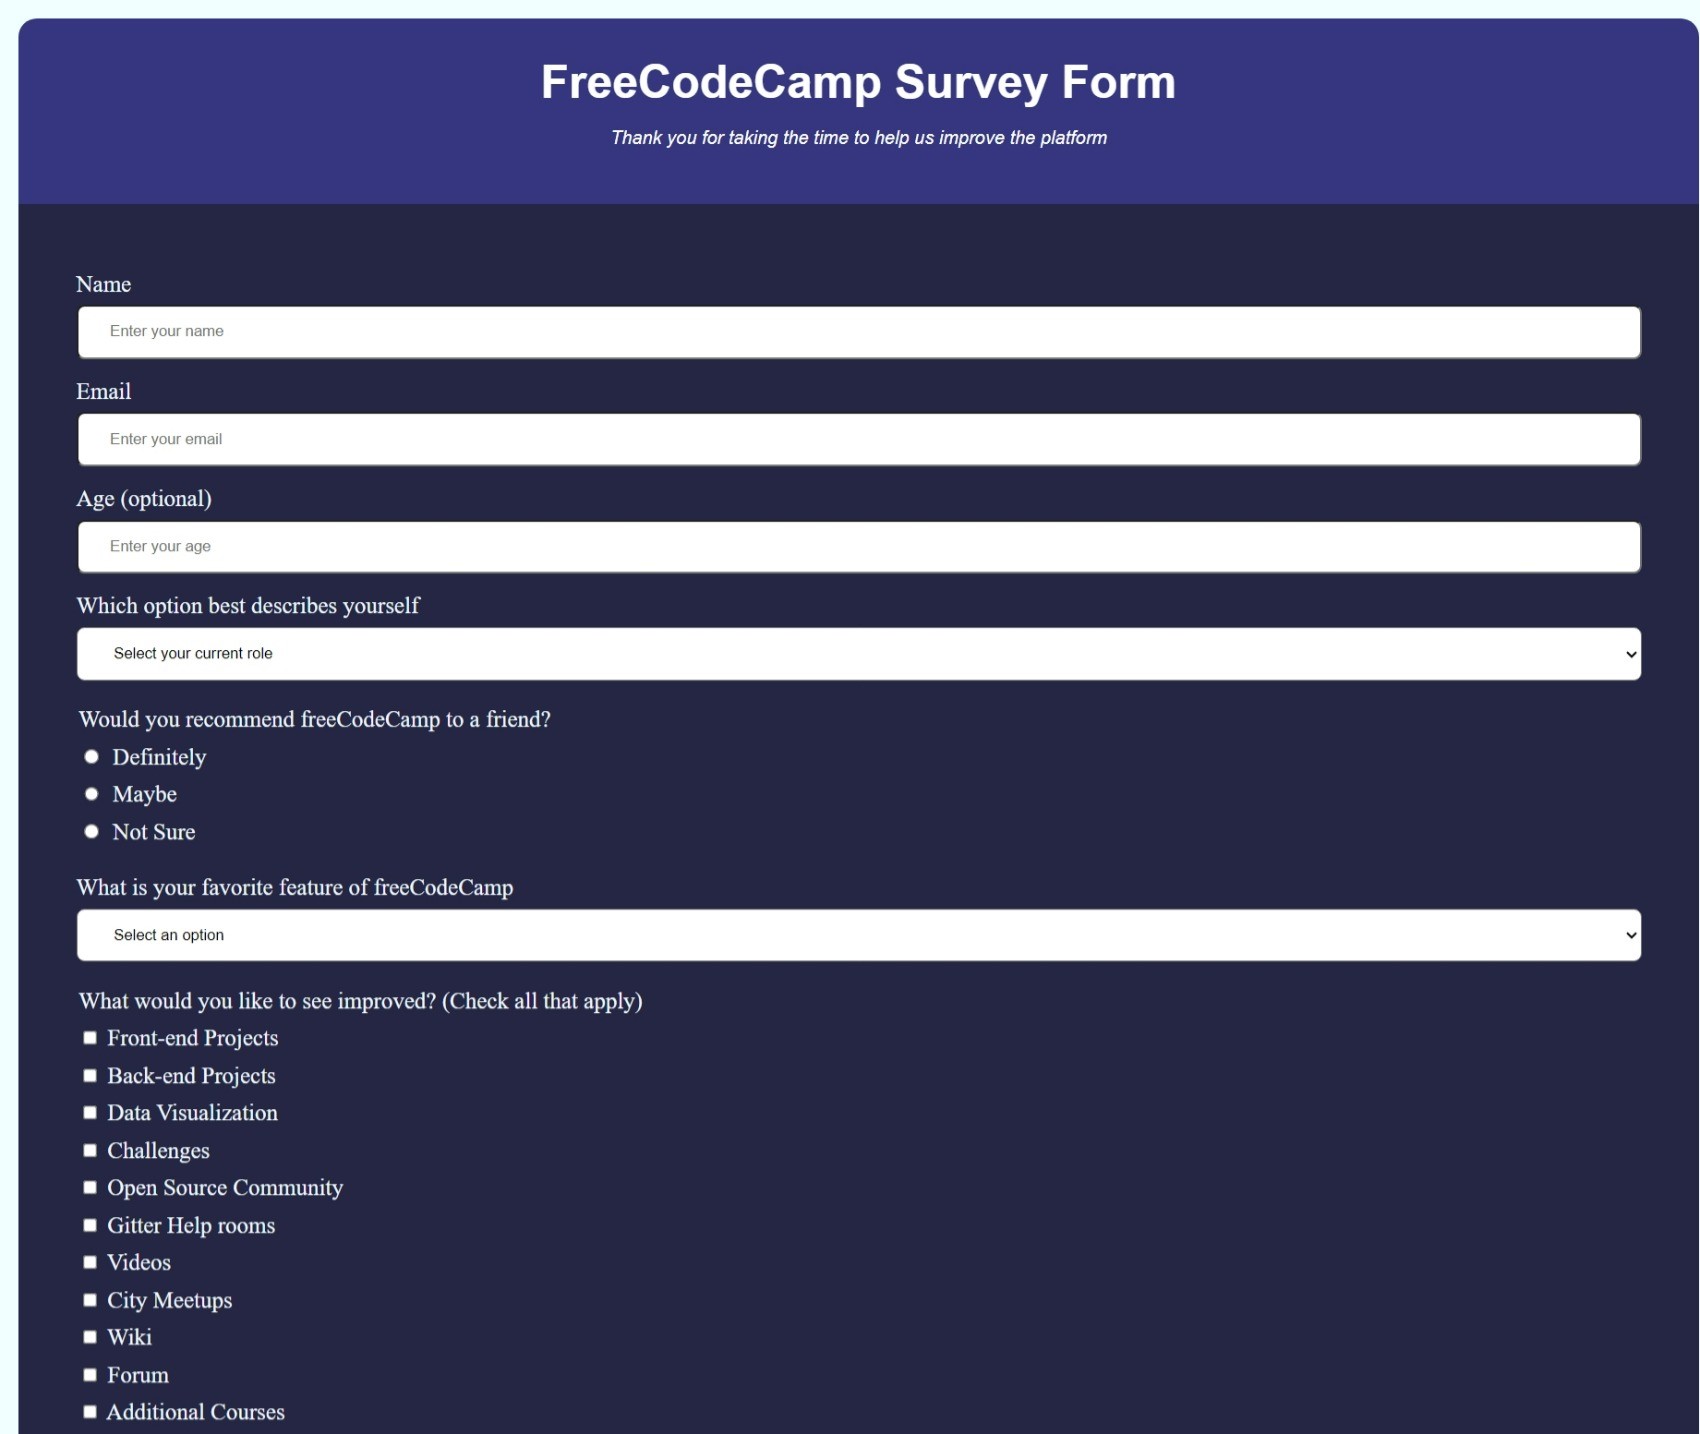 FreeCodeCamp Survey Form
Thank you for taking the time to help us improve the platform
Name
Enter your name
Email
Enter your email
Age (optional)
Enter your age
Which option best describes yourself
Select your current role
Would you recommend freeCodeCamp to a friend?
Definitely
Maybe
Not Sure
What is your favorite feature of freeCodeCamp
Select an option
What would you like to see improved? (Check all that apply)
Front-end Projects
Back-end Projects
Data Visualization
Challenges
Open Source Community
Gitter Help rooms
Videos
City Meetups
Wiki
Forum
Additional Courses